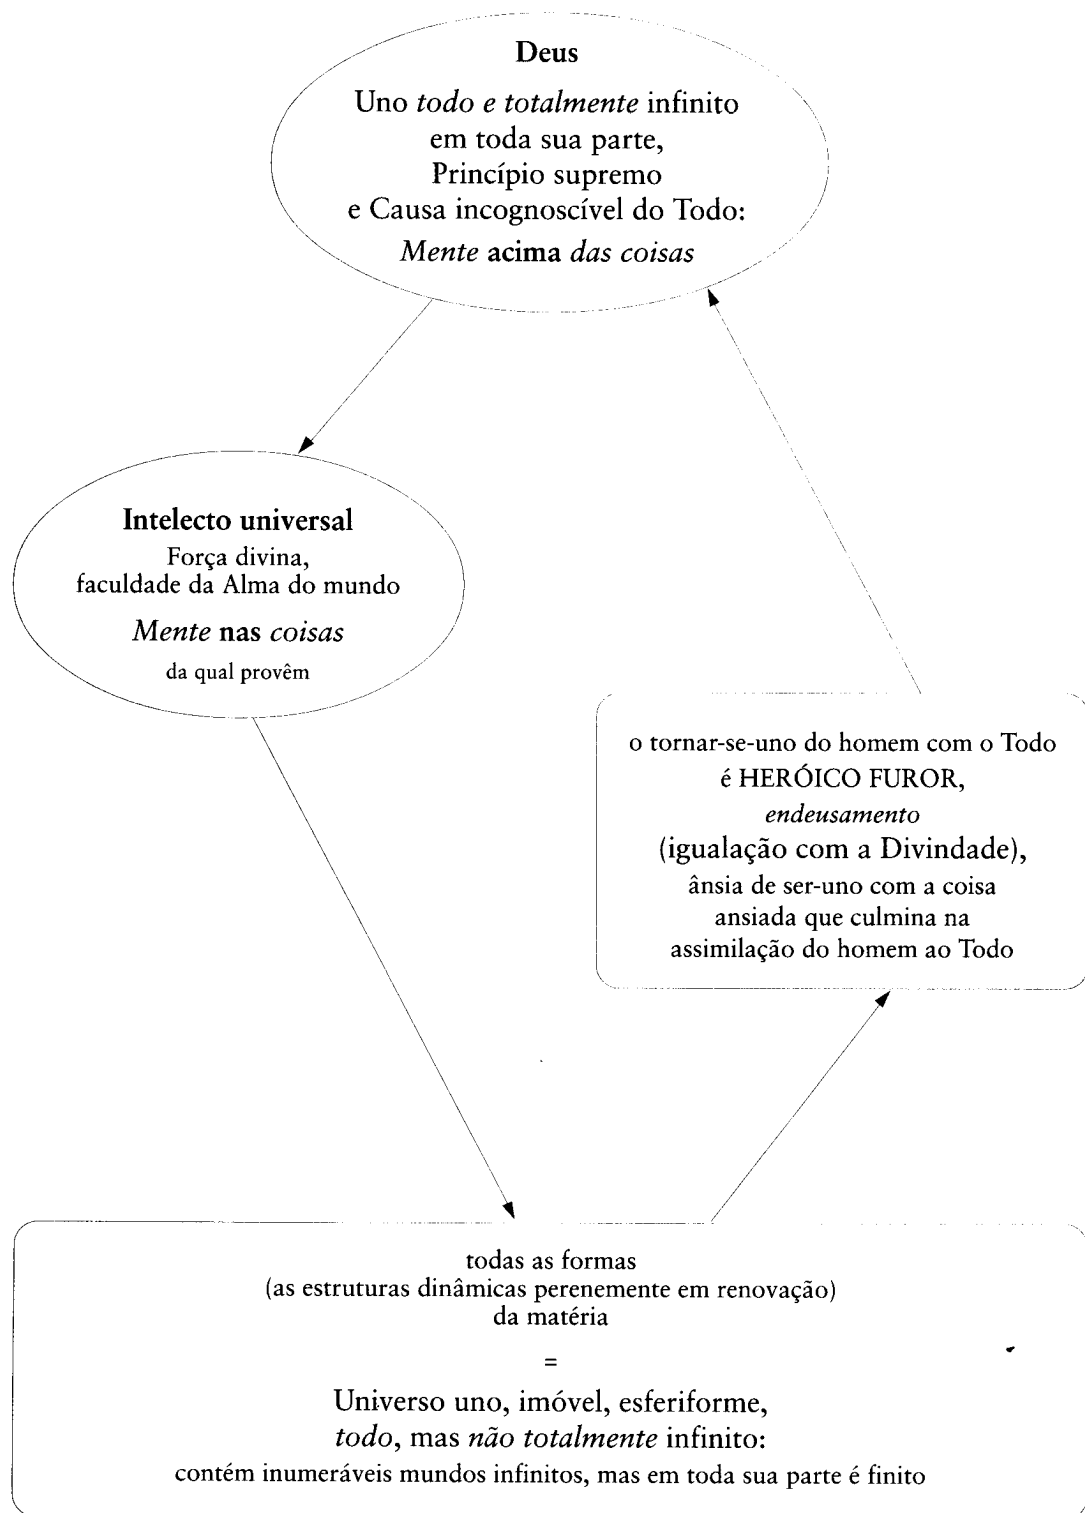 Deus
Uno todo e totalmente infinito
em toda sua parte,
Princípio supremo
e Causa incognoscível do Todo:
Mente acima das coisas
Intelecto universal
Força divina,
faculdade da Alma do mundo
Mente nas coisas
da qual provêm
o tornar-se-uno do homem com o Todo
é HERÓICO FUROR,
endeusamento
(igualação com a Divindade),
ânsia de ser-uno com a coisa
ansiada que culmina na
assimilação do homem ao Todo
todas as formas
(as estruturas dinâmicas perenemente em renovação)
da matéria
=
Universo uno, imóvel, esferiforme,
todo, mas não totalmente infinito:
contém inumeráveis mundos infinitos, mas em toda sua parte é finito